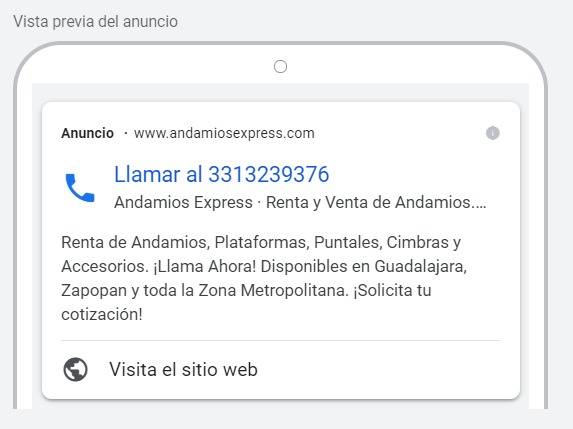 Vista previa del anuncio
Anuncio · www.andamiosexpress.com
Llamar al 3313239376
Andamios Express · Renta y Venta de Andamios....
Renta de Andamios, Plataformas, Puntales, Cimbras y
Accesorios. ¡Llama Ahora! Disponibles en Guadalajara,
Zapopan y toda la Zona Metropolitana. ¡Solicita tu
cotización!
Visita el sitio web